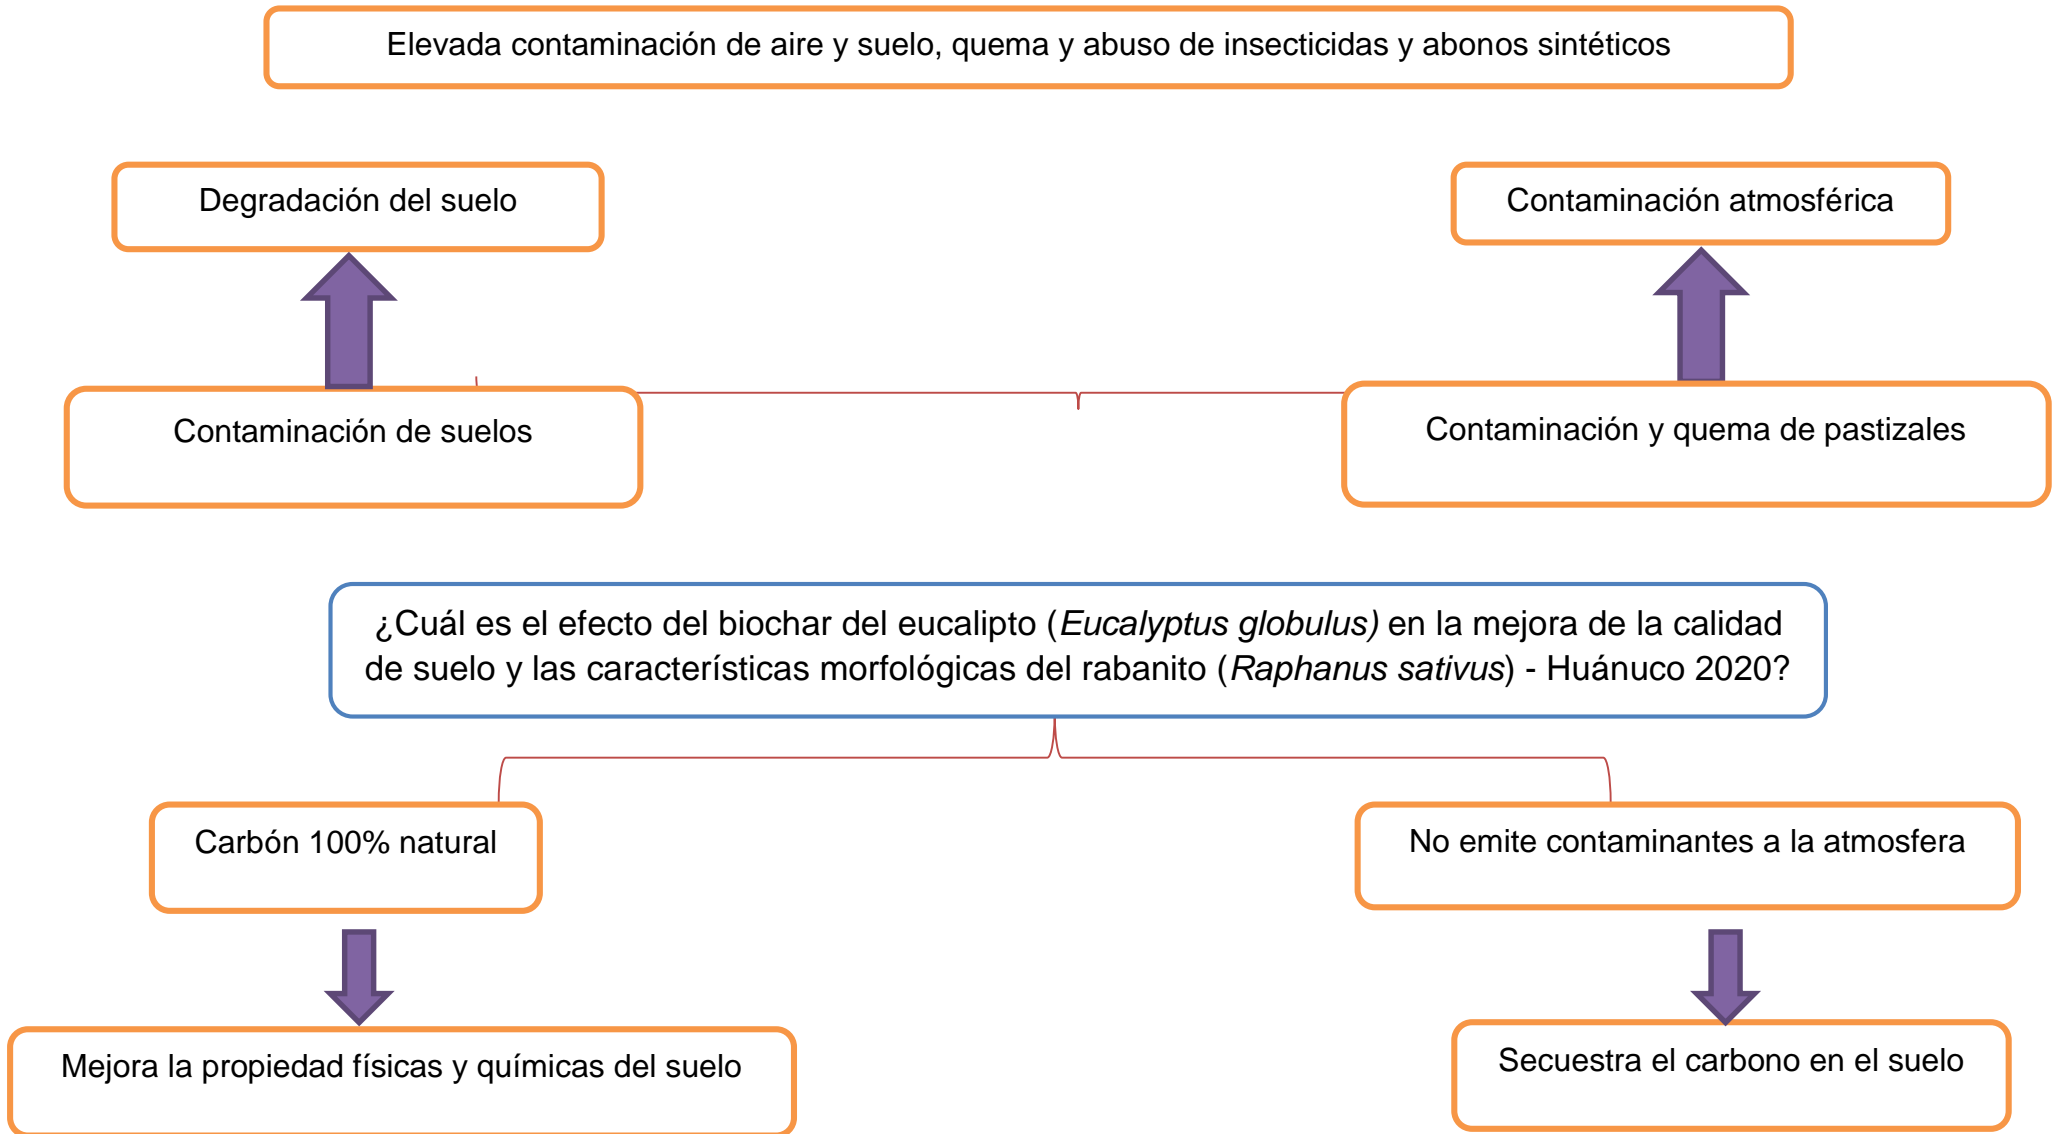 Elevada contaminación de aire y suelo, quema y abuso de insecticidas y abonos sintéticos
Degradación del suelo
Contaminación atmosférica
Contaminación de suelos
Contaminación y quema de pastizales
¿Cuál es el efecto del biochar del eucalipto (Eucalyptus globulus) en la mejora de la calidad
de suelo y las características morfológicas del rabanito (Raphanus sativus) - Huánuco 2020?
Carbón 100% natural
No emite contaminantes a la atmosfera
Mejora la propiedad físicas y químicas del suelo
Secuestra el carbono en el suelo